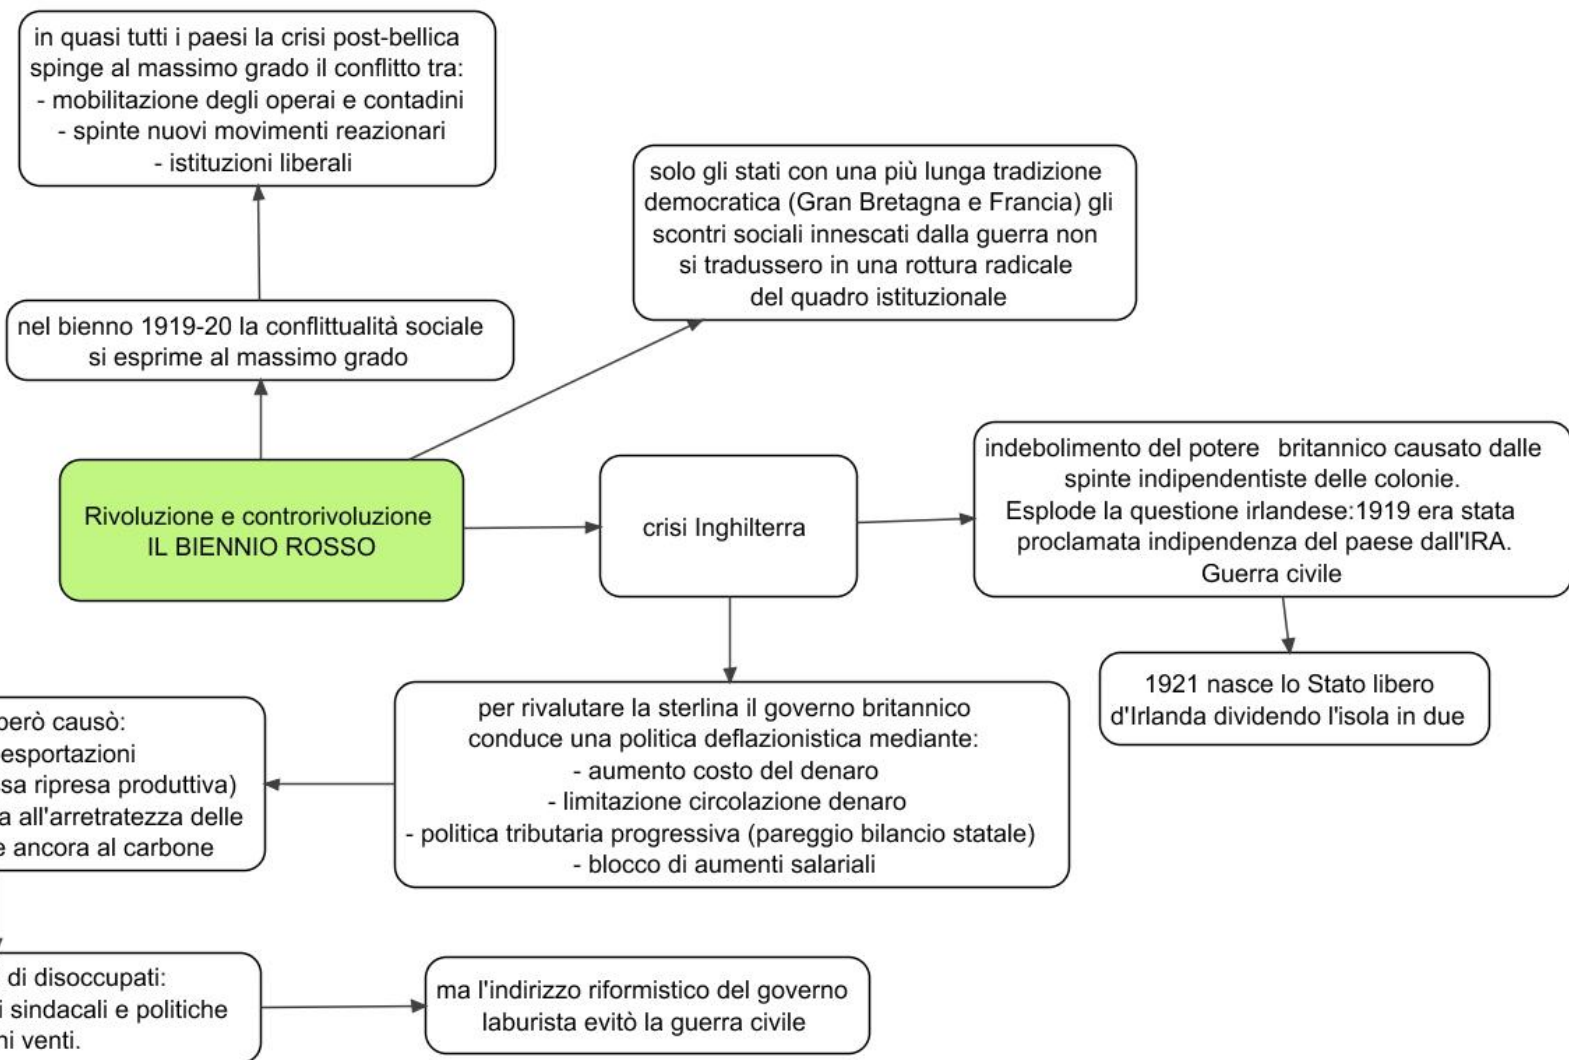 in quasi tutti i paesi la crisi post-bellica
spinge al massimo grado il conflitto tra:
- mobilitazione degli operai e contadini
- spinte nuovi movimenti reazionari
- istituzioni liberali
solo gli stati con una più lunga tradizione
democratica (Gran Bretagna e Francia) gli
scontri sociali innescati dalla guerra non
si tradussero in una rottura radicale
del quadro istituzionale
nel bienno 1919-20 la conflittualità sociale
si esprime al massimo grado
Rivoluzione e controrivoluzione
IL BIENNIO ROSSO
crisi Inghilterra
indebolimento del potere britannico causato dalle
spinte indipendentiste delle colonie.
Esplode la questione irlandese:1919 era stata
proclamata indipendenza del paese dall'IRA.
Guerra civile
1921 nasce lo Stato libero
d'Irlanda dividendo l'isola in due
per rivalutare la sterlina il governo britannico
conduce una politica deflazionistica mediante:
- aumento costo del denaro
- limitazione circolazione denaro
- politica tributaria progressiva (pareggio bilancio statale)
- blocco di aumenti salariali
però causò:
esportazioni
ripresa produttiva)
all'arretratezza delle
ancora al carbone
di disoccupati:
sindacali e politiche
venti.
ma l'indirizzo riformistico del governo
laburista evitò la guerra civile